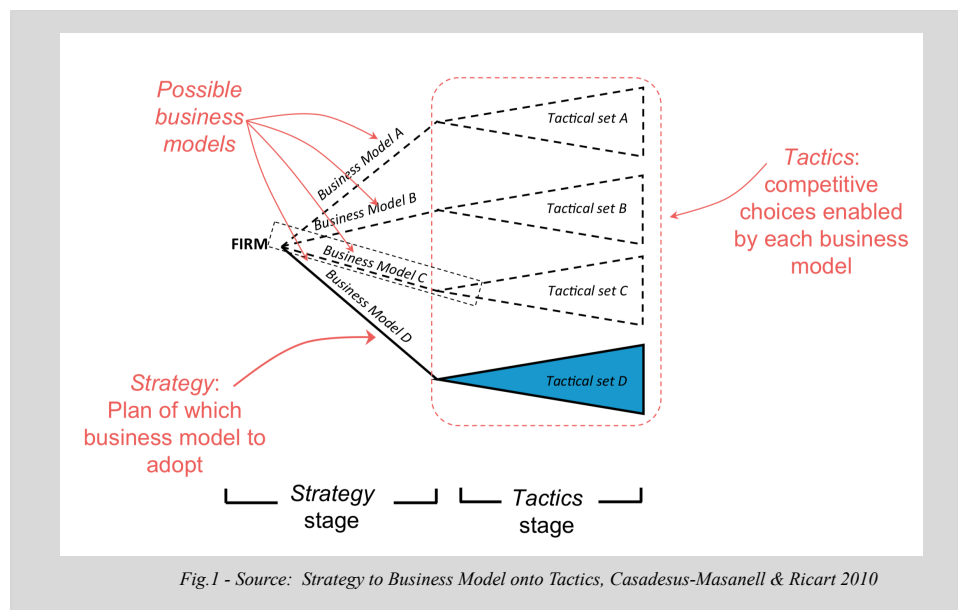 Possible
business
models
Business Model A
Tactical set A
Business Model B
Tactical set B
Tactics:
competitive
choices enabled
by each business
model
FIRM
Business Model C
Tactical set C
Business Model D
Tactical set D
Strategy:
Plan of which
business model to
adopt
Strategy
stage
Tactics
stage
Fig.1 - Source: Strategy to Business Model onto Tactics, Casadesus-Masanell & Ricart 2010